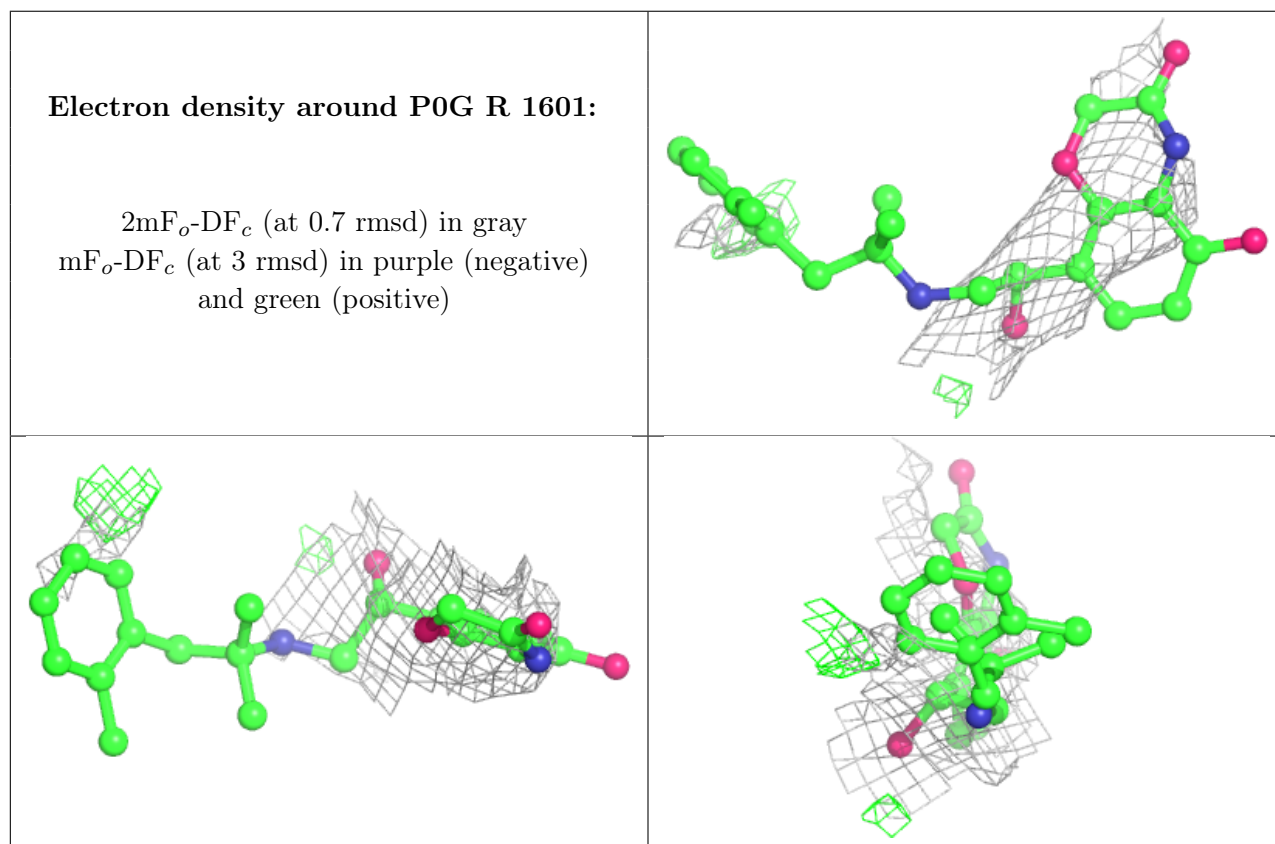 Electron density around P0G R 1601:
2mFo-DFc (at 0.7 rmsd) in gray
mFo-DFc (at 3 rmsd) in purple (negative)
and green (positive)